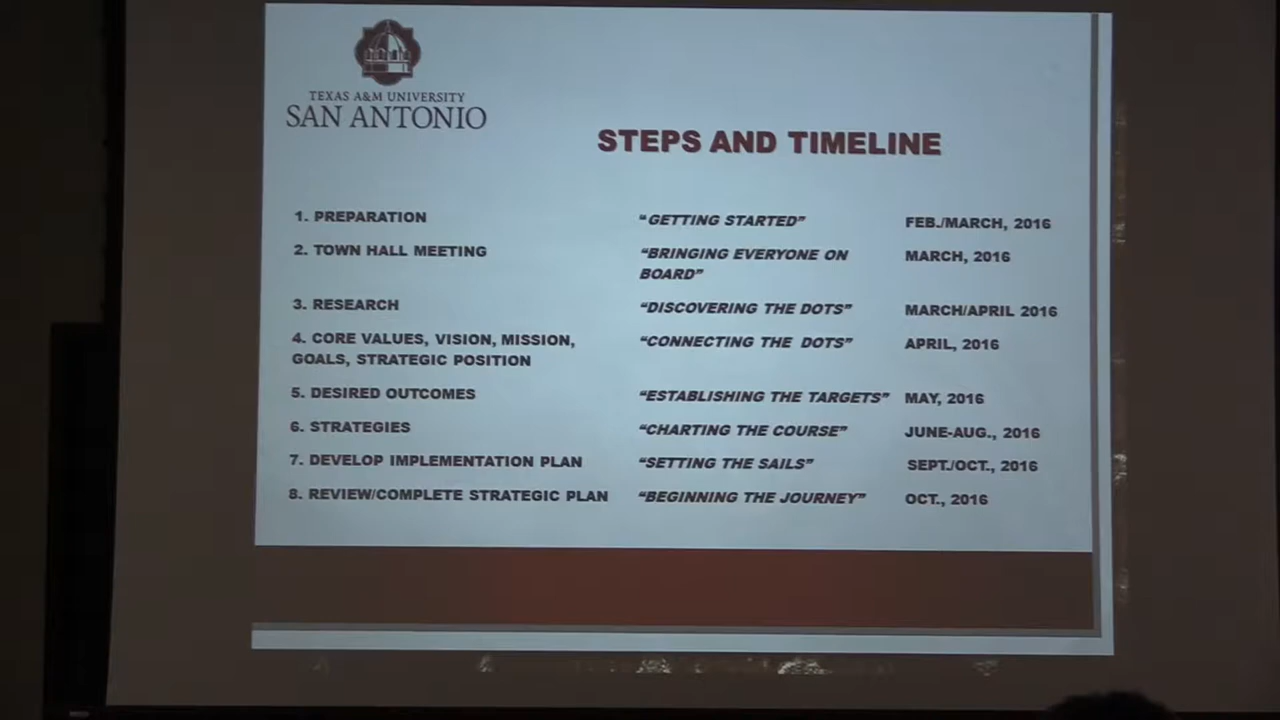 TEXAS A&M UNIVERSITY
SAN ANTONIO
STEPS AND TIMELINE
1. PREPARATION “GETTING STARTED” FEB./MARCH, 2016
2. TOWN HALL MEETING “BRINGING EVERYONE ON MARCH, 2016
BOARD”
3. RESEARCH “DISCOVERING THE DOTS” MARCH/APRIL 2016
4. CORE VALUES, VISION, MISSION, “CONNECTING THE DOTS” APRIL, 2016
GOALS, STRATEGIC POSITION
5. DESIRED OUTCOMES “ESTABLISHING THE TARGETS” MAY, 2016
6. STRATEGIES “CHARTING THE COURSE” JUNE-AUG., 2016
7. DEVELOP IMPLEMENTATION PLAN “SETTING THE SAILS” SEPT./OCT., 2016
8. REVIEW/COMPLETE STRATEGIC PLAN “BEGINNING THE JOURNEY” OCT., 2016